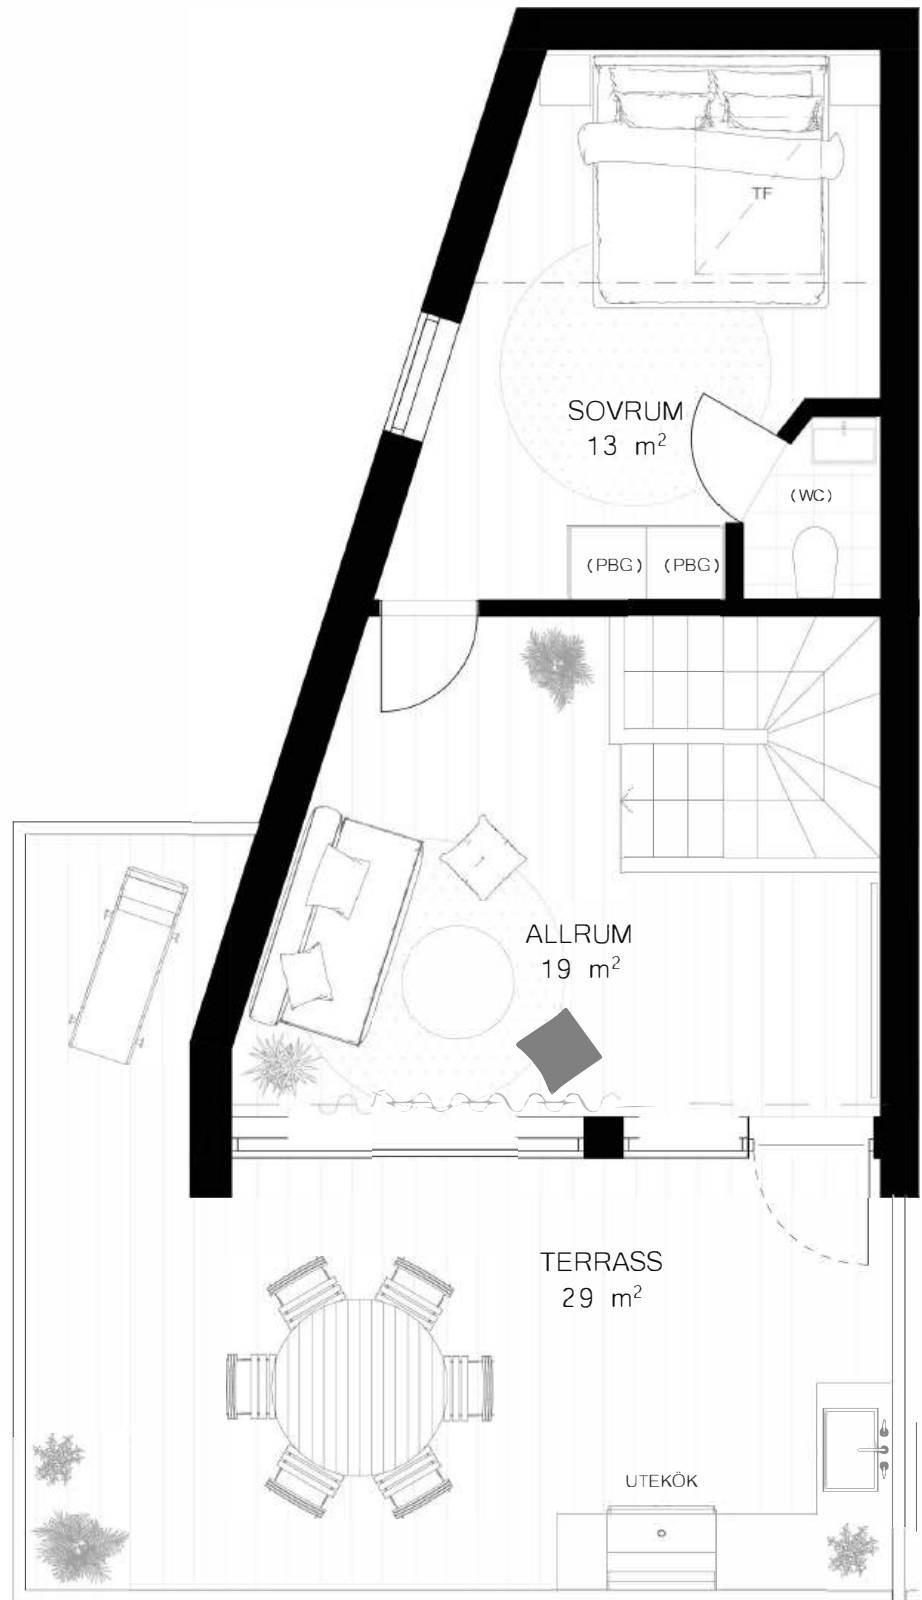 TF
SOVRUM
13 m²
(WC)
(PBG) (PBG)
ALLRUM
19 m²
TERRASS
29 m²
UTEKÖK